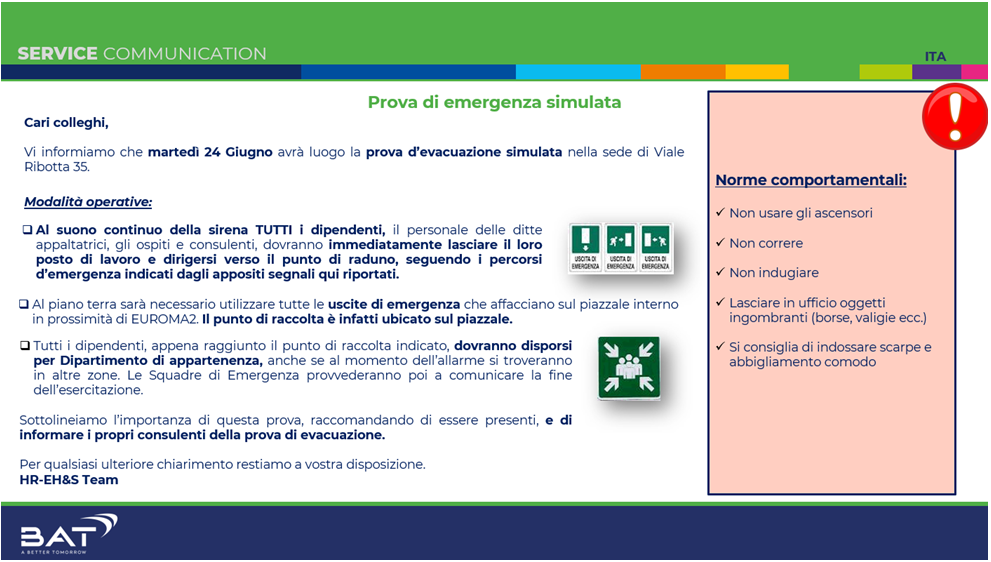 SERVICE COMMUNICATION
ITA
Prova di emergenza simulata
Cari colleghi,
Vi informiamo che martedì 24 Giugno avrà luogo la prova d’evacuazione simulata nella sede di Viale
Ribotta 35.
Modalità operative:
❑ Al suono continuo della sirena TUTTI i dipendenti, il personale delle ditte
appaltatrici, gli ospiti e consulenti, dovranno immediatamente lasciare il loro
posto di lavoro e dirigersi verso il punto di raduno, seguendo i percorsi
d’emergenza indicati dagli appositi segnali qui riportati.
USCITA DI
EMERGENZA
USCITA DI
EMERGENZA
USCITA DI
EMERGENZA
❑ Al piano terra sarà necessario utilizzare tutte le uscite di emergenza che affacciano sul piazzale interno
in prossimità di EUROMA2. Il punto di raccolta è infatti ubicato sul piazzale.
❑ Tutti i dipendenti, appena raggiunto il punto di raccolta indicato, dovranno disporsi
per Dipartimento di appartenenza, anche se al momento dell’allarme si troveranno
in altre zone. Le Squadre di Emergenza provvederanno poi a comunicare la fine
dell’esercitazione.
Sottolineiamo l’importanza di questa prova, raccomandando di essere presenti, e di
informare i propri consulenti della prova di evacuazione.
Per qualsiasi ulteriore chiarimento restiamo a vostra disposizione.
HR-EH&S Team
Norme comportamentali:
✓ Non usare gli ascensori
✓ Non correre
✓ Non indugiare
✓ Lasciare in ufficio oggetti
ingombranti (borse, valigie ecc.)
✓ Si consiglia di indossare scarpe e
abbigliamento comodo
BAT
A BETTER TOMORROW